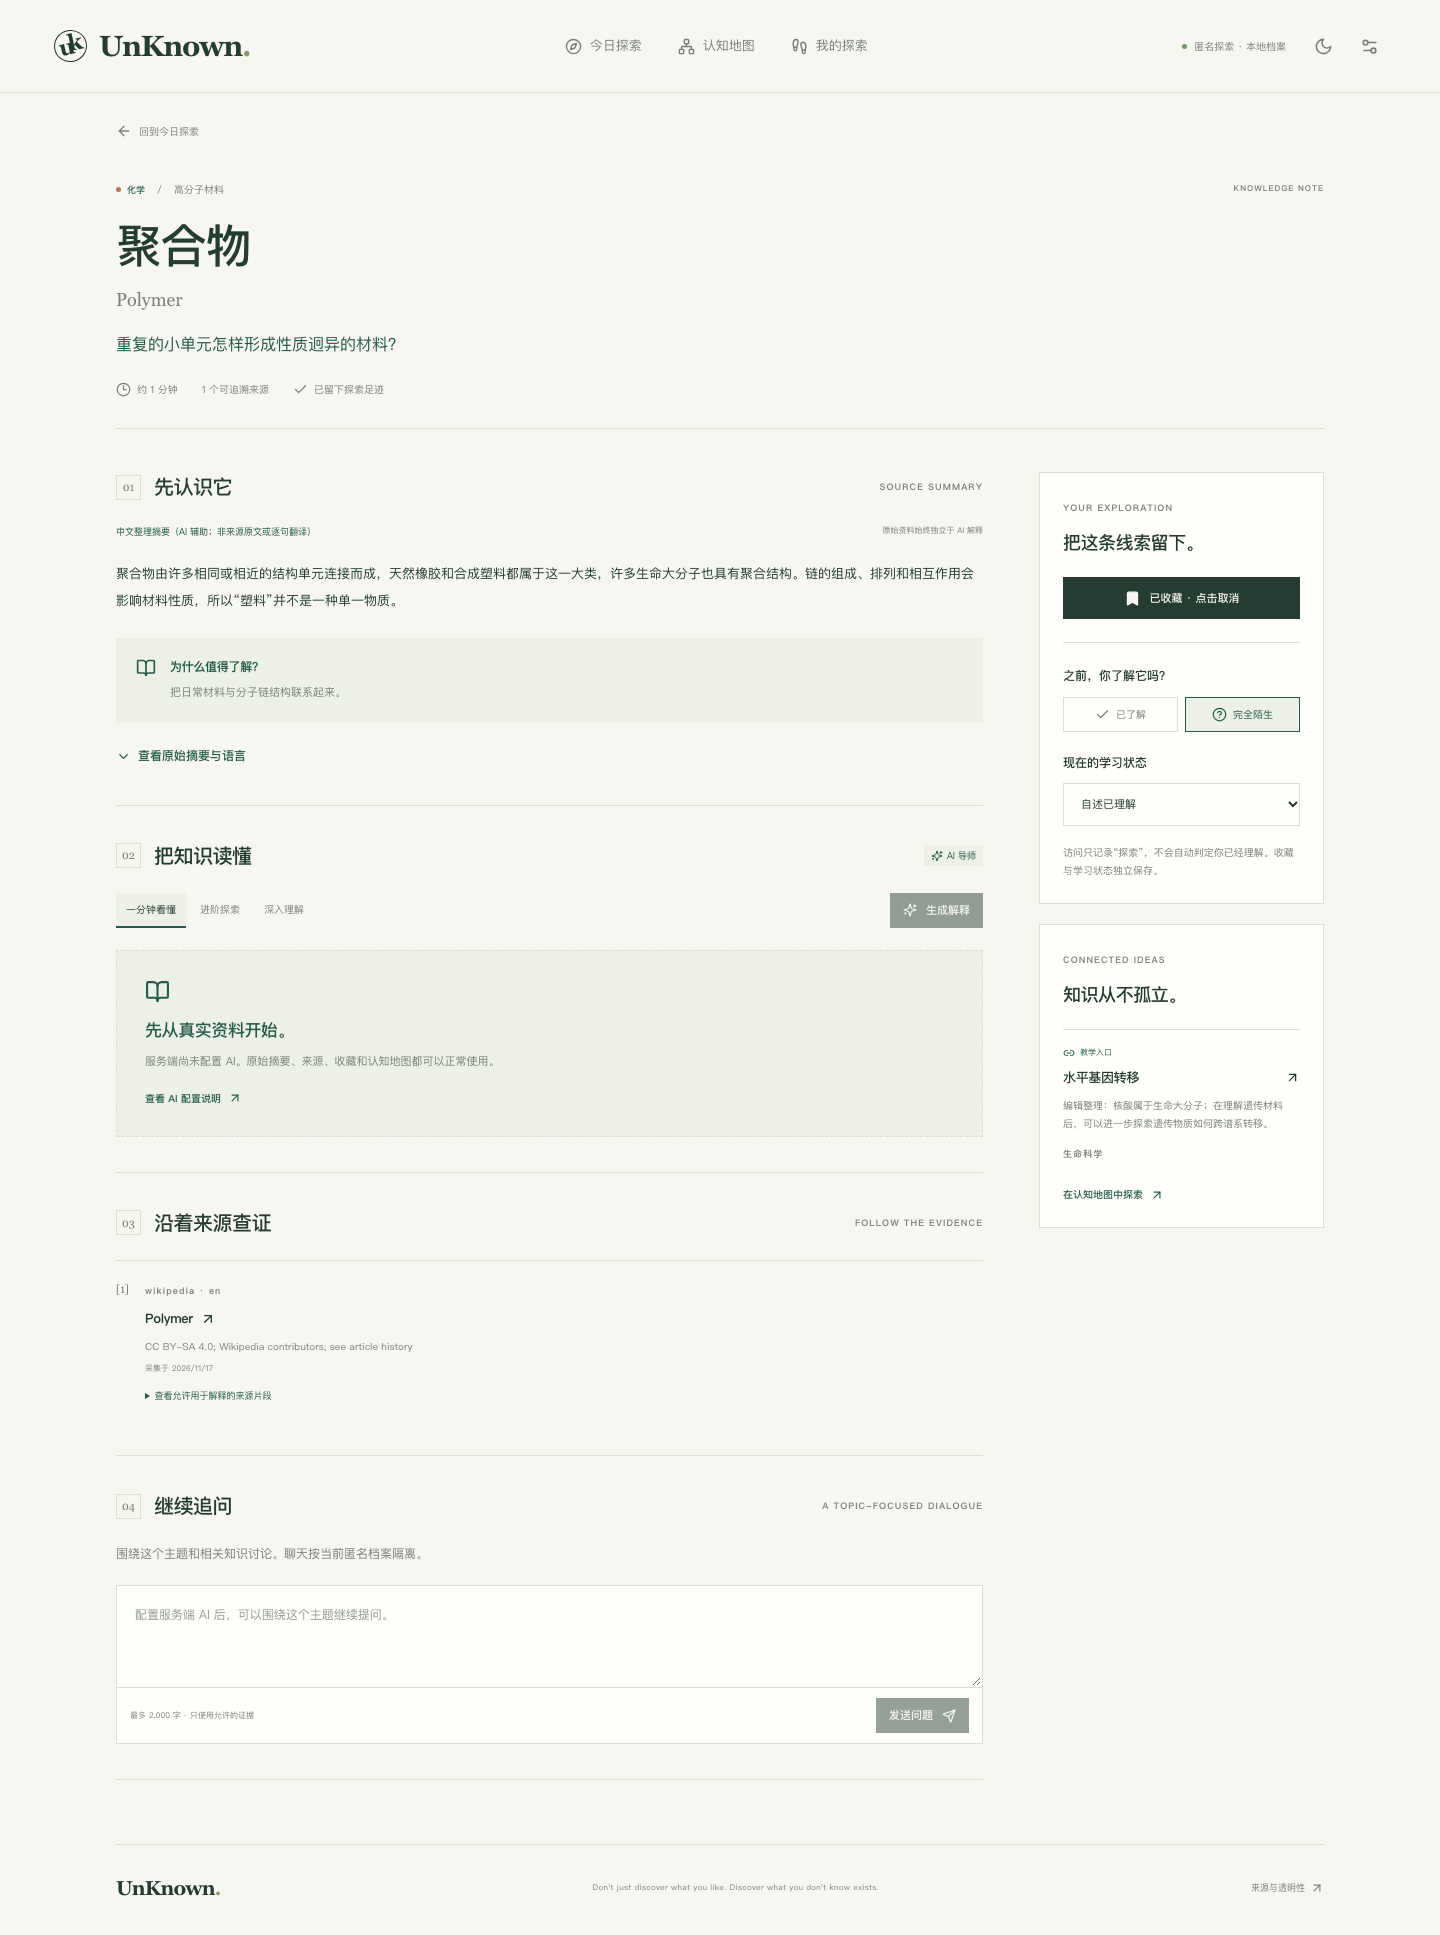 UnKnown.
今日探索
认知地图
我的探索
匿名探索 · 本地档案
回到今日探索
化学 / 高分子材料
KNOWLEDGE NOTE
聚合物
Polymer
重复的小单元怎样形成性质迥异的材料？
约 1 分钟
1 个可追溯来源
已留下探索足迹
01 先认识它
SOURCE SUMMARY
中文整理摘要（AI 辅助；非来源原文或逐句翻译）
原始资料始终独立于 AI 解释
聚合物由许多相同或相近的结构单元连接而成，天然橡胶和合成塑料都属于这一大类，许多生命大分子也具有聚合结构。链的组成、排列和相互作用会
影响材料性质，所以“塑料”并不是一种单一物质。
为什么值得了解？
把日常材料与分子链结构联系起来。
查看原始摘要与语言
02 把知识读懂
AI 导师
一分钟看懂
进阶探索
深入理解
生成解释
先从真实资料开始。
服务端尚未配置 AI。原始摘要、来源、收藏和认知地图都可以正常使用。
查看 AI 配置说明
03 沿着来源查证
FOLLOW THE EVIDENCE
[1] wikipedia · en
Polymer
CC BY-SA 4.0; Wikipedia contributors; see article history
采集于 2026/11/17
查看允许用于解释的来源片段
04 继续追问
A TOPIC-FOCUSED DIALOGUE
围绕这个主题和相关知识讨论。聊天按当前匿名档案隔离。
配置服务端 AI 后，可以围绕这个主题继续提问。
最多 2,000 字 · 只使用允许的证据
发送问题
YOUR EXPLORATION
把这条线索留下。
已收藏 · 点击取消
之前，你了解它吗？
已了解
完全陌生
现在的学习状态
自述已理解
访问只记录“探索”，不会自动判定你已经理解。收藏
与学习状态独立保存。
CONNECTED IDEAS
知识从不孤立。
教学入口
水平基因转移
编辑整理：核酸属于生命大分子；在理解遗传材料
后，可以进一步探索遗传物质如何跨谱系转移。
生命科学
在认知地图中探索
UnKnown.
Don't just discover what you like. Discover what you don't know exists.
来源与透明性